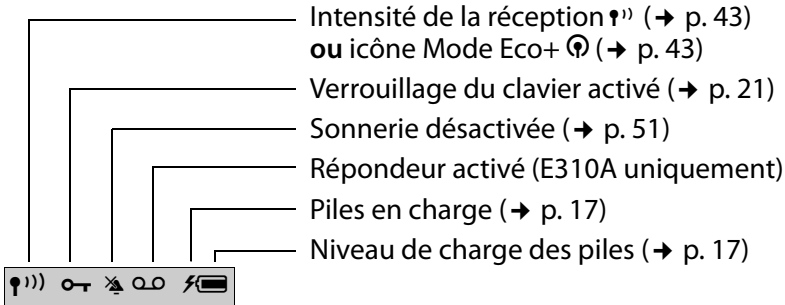 Intensité de la réception (➔ p. 43)
ou icône Mode Eco+ (➔ p. 43)
Verrouillage du clavier activé (➔ p. 21)
Sonnerie désactivée (➔ p. 51)
Répondeur activé (E310A uniquement)
Piles en charge (➔ p. 17)
Niveau de charge des piles (➔ p. 17)